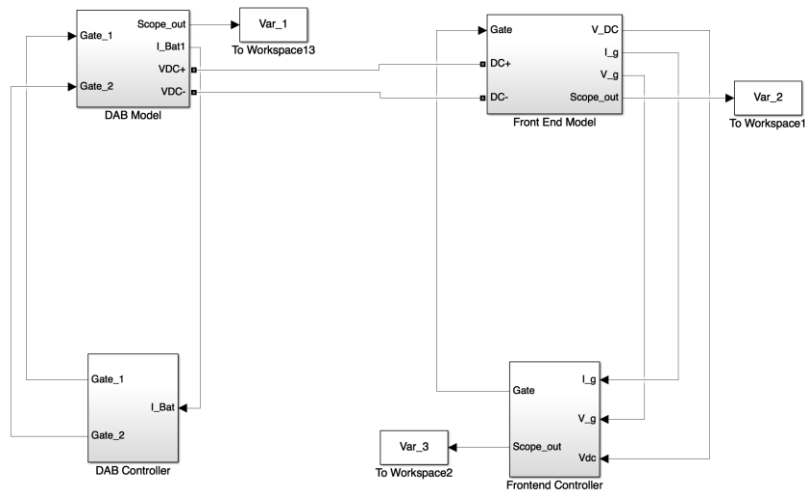 Gate_1
Gate_2
Scope_out
I_Bat1
VDC+
VDC-
DAB Model
Var_1
To Workspace13
Gate
DC+
DC-
V_DC
I_g
V_g
Scope_out
Front End Model
Var_2
To Workspace1
Gate_1
Gate_2
I_Bat
DAB Controller
Var_3
To Workspace2
Gate
Scope_out
I_g
V_g
Vdc
Frontend Controller